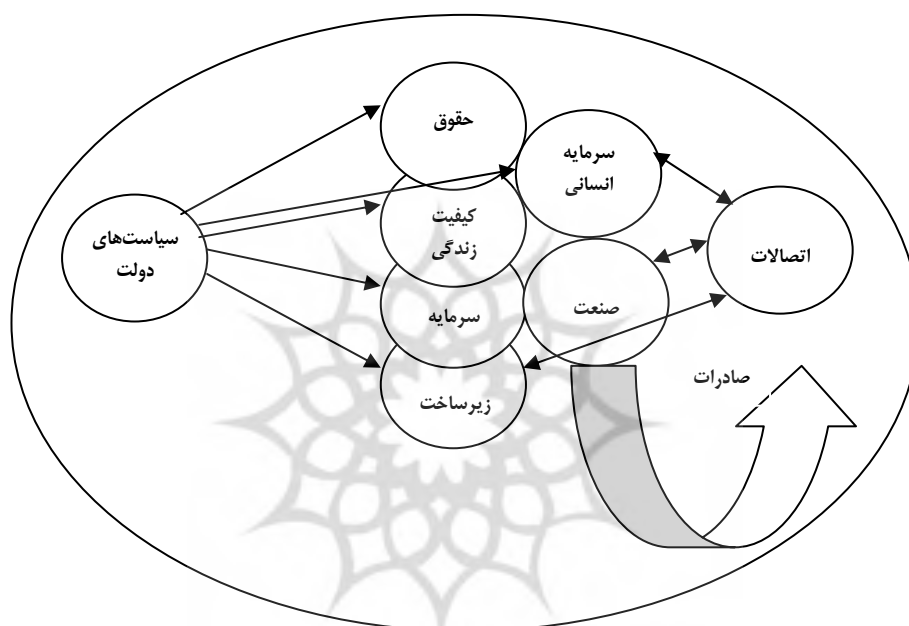 حقوق
سرمایه
انسانی
کیفیت
زندگی
سیاست‌های
دولت
اتصالات
سرمایه
صنعت
زیرساخت
صادرات